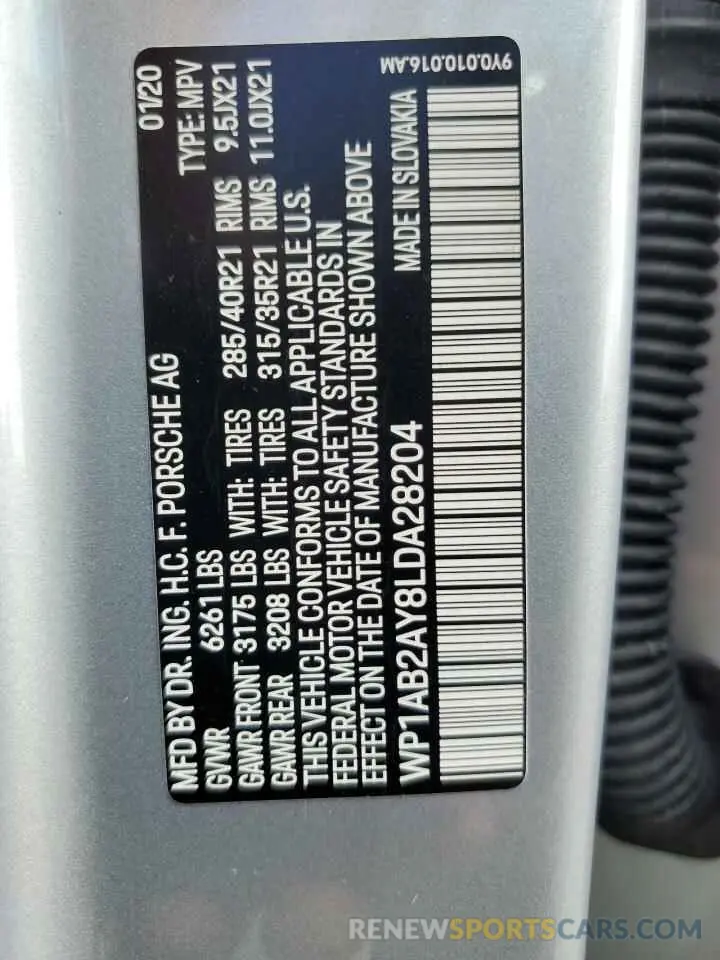 MFD BY DR. ING. H.C. F. PORSCHE AG 01/20
GVWR 6261 LBS TYPE: MPV
GAWR FRONT 3175 LBS WITH: TIRES 285/40R21 RIMS 9.5JX21
GAWR REAR 3208 LBS WITH: TIRES 315/35R21 RIMS 11.0JX21
THIS VEHICLE CONFORMS TO ALL APPLICABLE U.S.
FEDERAL MOTOR VEHICLE SAFETY STANDARDS IN
EFFECT ON THE DATE OF MANUFACTURE SHOWN ABOVE
WP1AB2AY8LDA28204 MADE IN SLOVAKIA
9Y0.010.016.AM
RENEWSPORTSCARS.COM